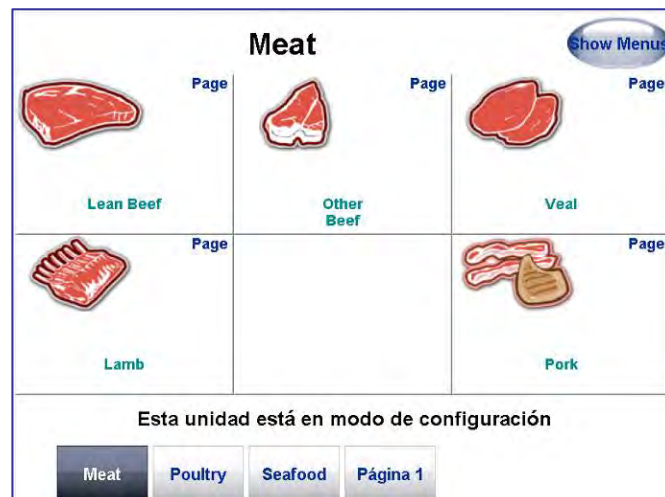 Meat
Show Menus
Page
Page
Page
Lean Beef
Other
Beef
Veal
Page
Page
Lamb
Pork
Esta unidad está en modo de configuración
Meat
Poultry
Seafood
Página 1